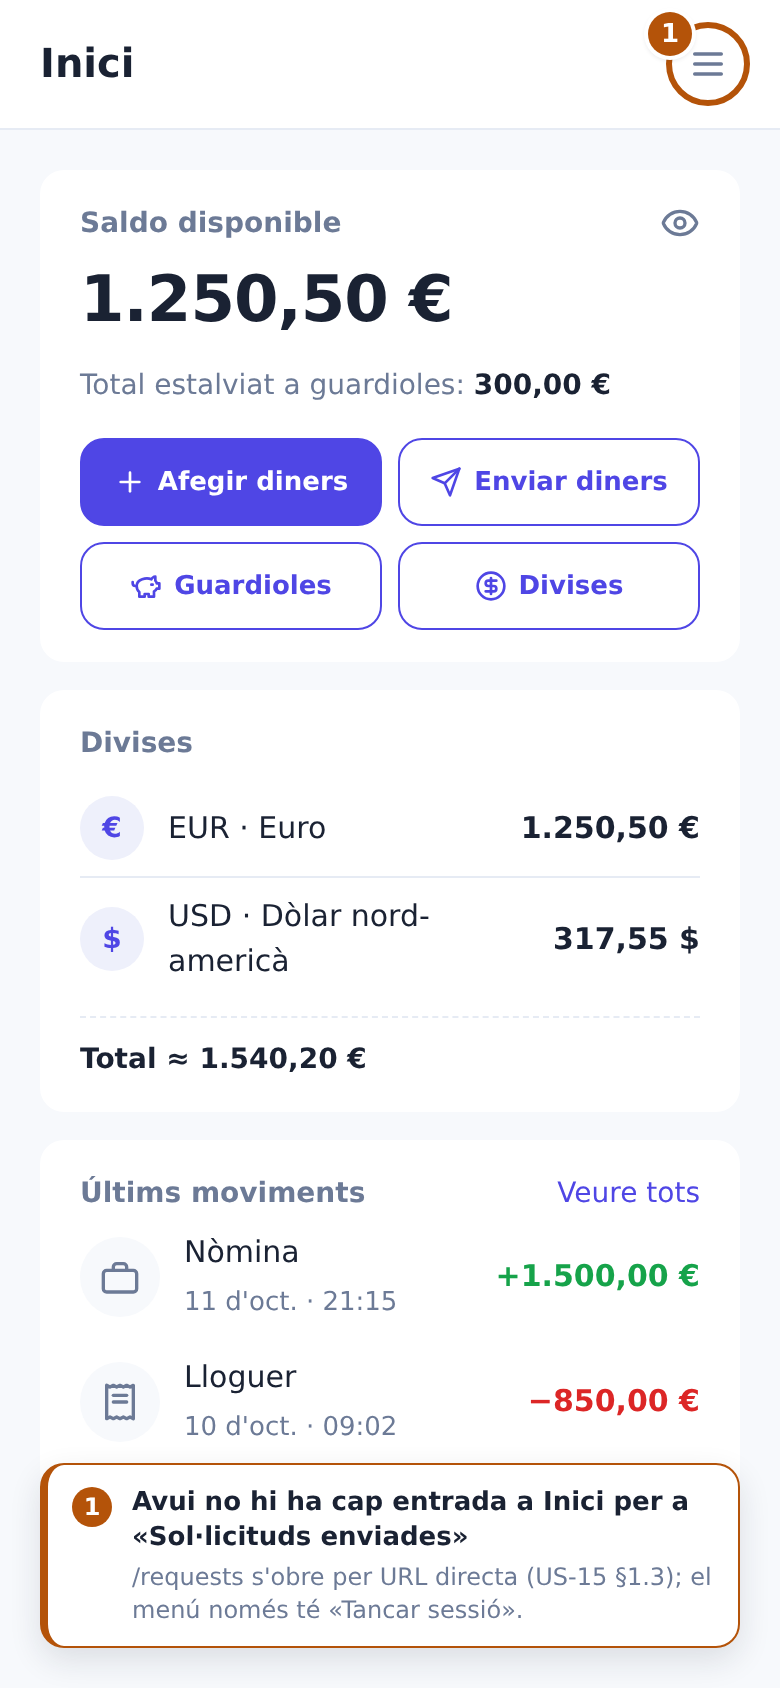 Inici
1
Saldo disponible
1.250,50 €
Total estalviat a guardioles: 300,00 €
Afegir diners
Enviar diners
Guardioles
Divises
Divises
€ EUR · Euro 1.250,50 €
$ USD · Dòlar nord-
americà 317,55 $
Total ≈ 1.540,20 €
Últims moviments Veure tots
Nòmina
11 d'oct. · 21:15
+1.500,00 €
Lloguer
10 d'oct. · 09:02
−850,00 €
1 Avui no hi ha cap entrada a Inici per a
«Sol·licituds enviades»
/requests s'obre per URL directa (US-15 §1.3); el
menú només té «Tancar sessió».